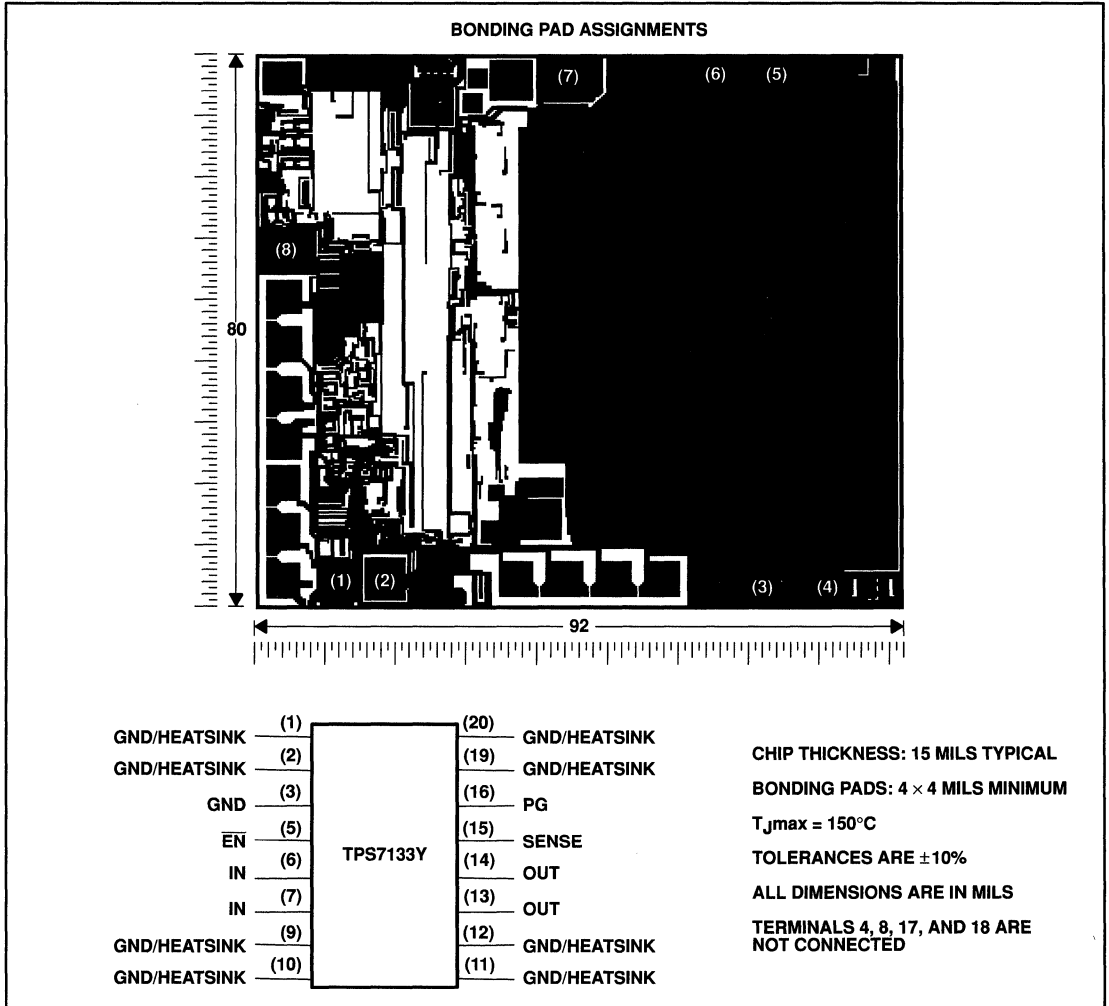 BONDING PAD ASSIGNMENTS
(7)
(6)
(5)
(8)
80
(1)
(2)
(3)
(4)
92
(1)
GND/HEATSINK
(2)
GND/HEATSINK
(3)
GND
(5)
EN
(6)
IN
(7)
IN
(9)
GND/HEATSINK
(10)
GND/HEATSINK
TPS7133Y
(20)
GND/HEATSINK
(19)
GND/HEATSINK
(16)
PG
(15)
SENSE
(14)
OUT
(13)
OUT
(12)
GND/HEATSINK
(11)
GND/HEATSINK
CHIP THICKNESS: 15 MILS TYPICAL
BONDING PADS: 4 × 4 MILS MINIMUM
TJmax = 150°C
TOLERANCES ARE ±10%
ALL DIMENSIONS ARE IN MILS
TERMINALS 4, 8, 17, AND 18 ARE
NOT CONNECTED